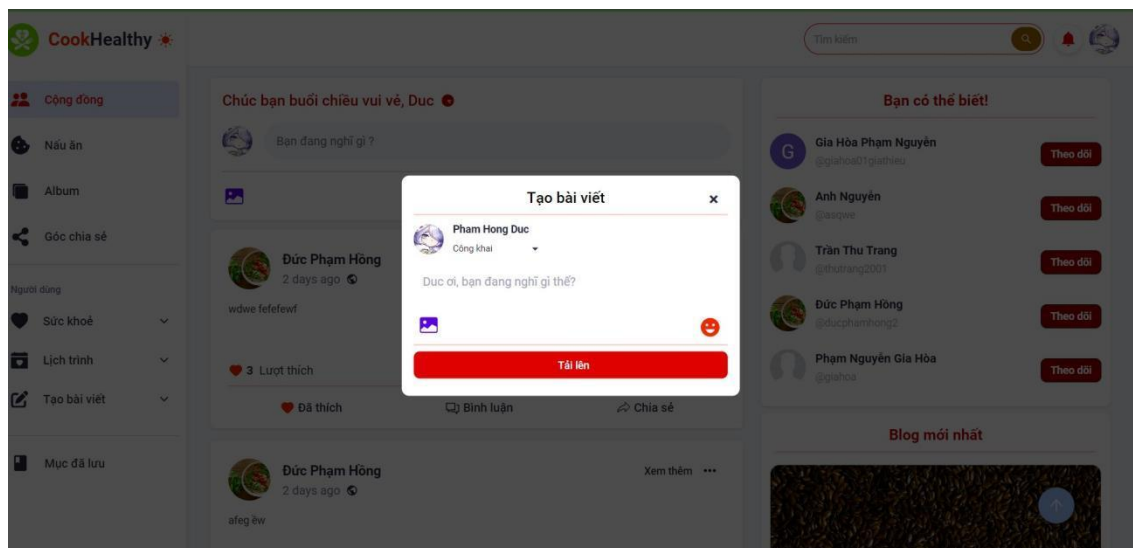 CookHealthy
Tìm kiếm
Cộng đồng
Nấu ăn
Album
Góc chia sẻ
Người dùng
Sức khoẻ
Lịch trình
Tạo bài viết
Mục đã lưu
Chúc bạn buổi chiều vui vẻ, Duc
Bạn đang nghĩ gì ?
Đức Phạm Hồng
2 days ago
wdwe fefefewf
3 Lượt thích
Đã thích
Bình luận
Chia sẻ
Đức Phạm Hồng
2 days ago
Xem thêm
afeg ềw
Tạo bài viết
Pham Hong Duc
Công khai
Duc ơi, bạn đang nghĩ gì thế?
Tải lên
Bạn có thể biết!
G
Gia Hòa Phạm Nguyễn
@giahoa01giathieu
Theo dõi
Anh Nguyễn
@asqwe
Theo dõi
Trần Thu Trang
@thutrang2001
Theo dõi
Đức Phạm Hồng
@ducphamhong2
Theo dõi
Phạm Nguyễn Gia Hòa
@giahoa
Theo dõi
Blog mới nhất